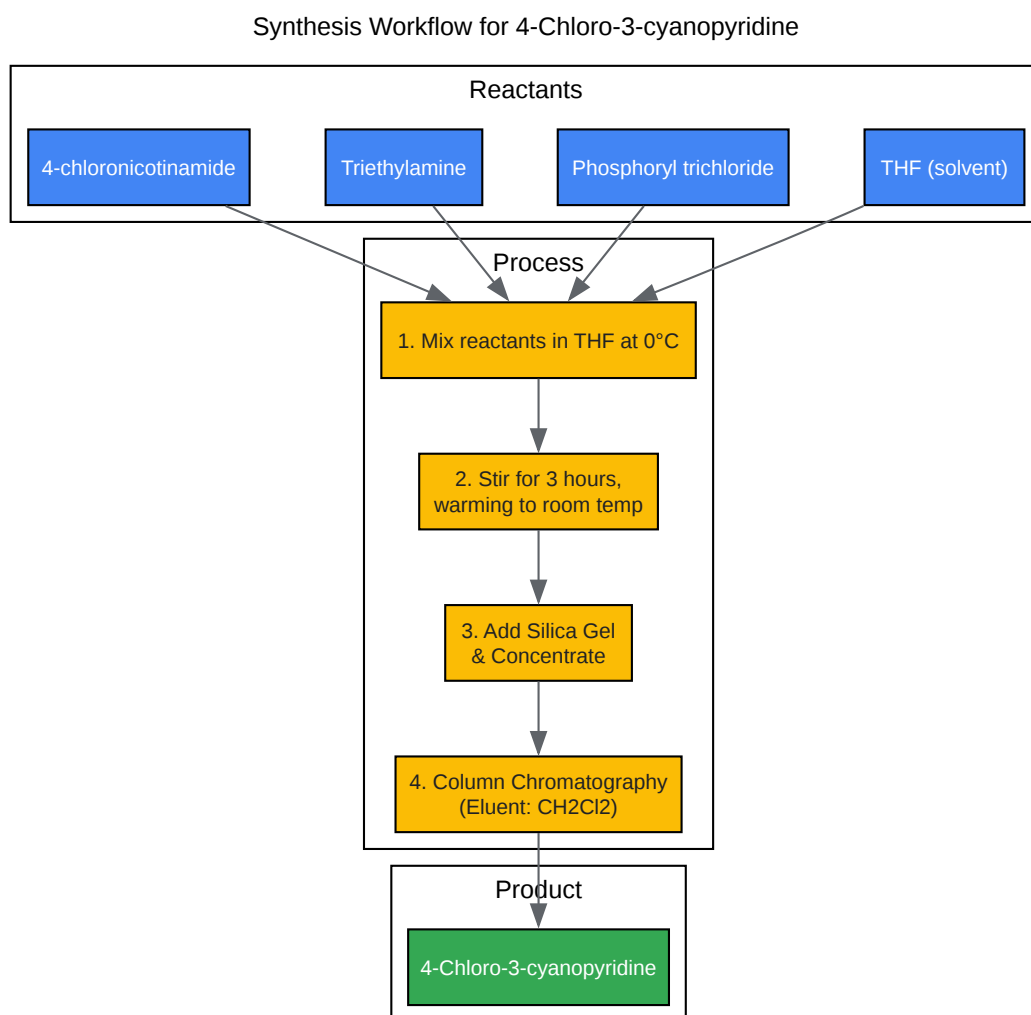 Synthesis Workflow for 4-Chloro-3-cyanopyridine
Reactants
4-chloronicotinamide
Triethylamine
Phosphoryl trichloride
THF (solvent)
Process
1. Mix reactants in THF at 0°C
2. Stir for 3 hours,
warming to room temp
3. Add Silica Gel
& Concentrate
4. Column Chromatography
(Eluent: CH2Cl2)
Product
4-Chloro-3-cyanopyridine